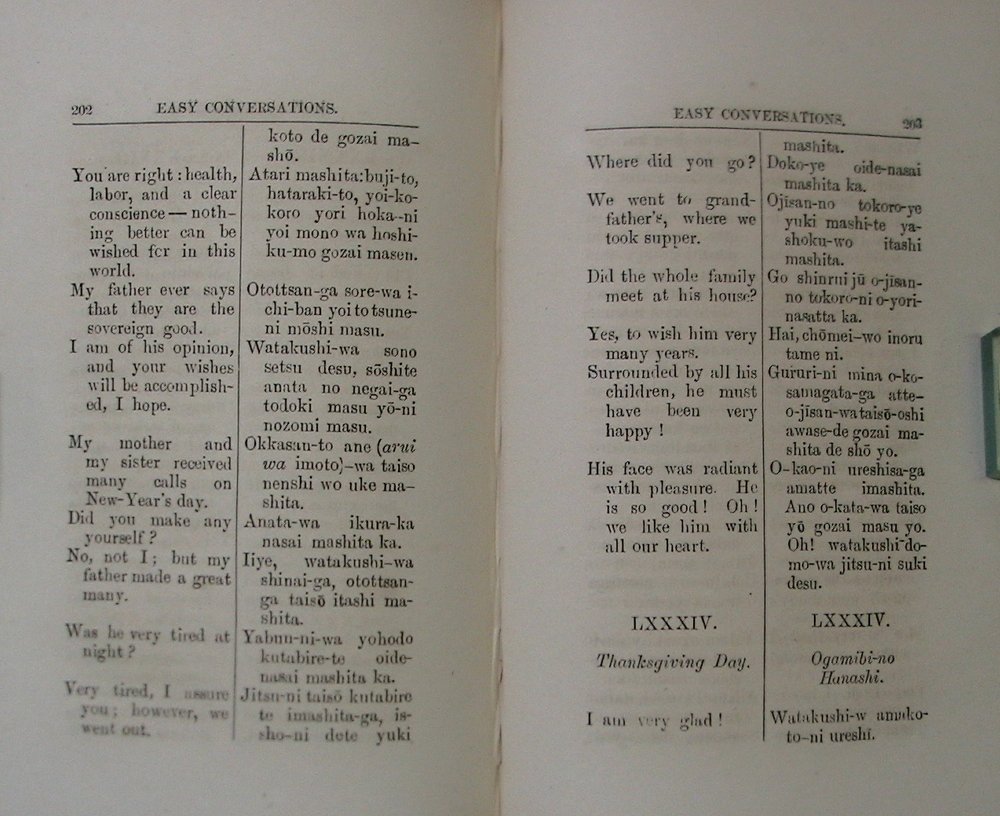 202 EASY CONVERSATIONS.
koto de gozai ma-
shō.
You are right : health,
labor, and a clear
conscience — noth-
ing better can be
wished for in this
world.
Atari mashita:buji-to,
hataraki-to, yoi-ko-
koro yori hoka-ni
yoi mono wa hoshi-
ku-mo gozai masen.
My father ever says
that they are the
sovereign good.
Otottsan-ga sore-wa i-
chi-ban yoi to tsune-
ni mōshi masu.
I am of his opinion,
and your wishes
will be accomplish-
ed, I hope.
Watakushi-wa sono
setsu desu, sōshite
anata no negai-ga
todoki masu yō-ni
nozomi masu.
My mother and
my sister received
many calls on
New-Year's day.
Okkasan-to ane (arui
wa imoto)-wa taiso
nenshi wo uke ma-
shita.
Did you make any
yourself ?
Anata-wa ikura-ka
nasai mashita ka.
No, not I ; but my
father made a great
many.
Iiye, watakushi-wa
shinai-ga, otottsan-
ga taisō itashi ma-
shita.
Was he very tired at
night ?
Yabun-ni-wa yohodo
kutabire-te oide-
nasai mashita ka.
Very tired, I assure
you ; however, we
went out.
Jitsu-ni taisō kutabire
te imashita-ga, is-
sho-ni dete yuki
EASY CONVERSATIONS. 203
mashita.
Where did you go ?
Doko-ye oide-nasai
mashita ka.
We went to grand-
father's, where we
took supper.
Ojīsan-no tokoro-ye
yuki mashi-te ya-
shoku-wo itashi
mashita.
Did the whole family
meet at his house?
Go shinrui jū o-jīsan-
no tokoro-ni o-yori-
nasatta ka.
Yes, to wish him very
many years.
Hai, chōmei-wo inoru
tame ni.
Surrounded by all his
children, he must
have been very
happy !
Gururi-ni mina o-ko-
samagata-ga atte-
o-jīsan-wa taisō-oshi
awase-de gozai ma-
shita de shō yo.
His face was radiant
with pleasure. He
is so good ! Oh !
we like him with
all our heart.
O-kao-ni ureshisa-ga
amatte imashita.
Ano o-kata-wa taiso
yō gozai masu yo.
Oh! watakushi-do-
mo-wa jitsu-ni suki
desu.
LXXXIV.
Thanksgiving Day.
I am very glad !
LXXXIV.
Ogamibi-no
Hanashi.
Watakushi-w amako-
to-ni ureshī.